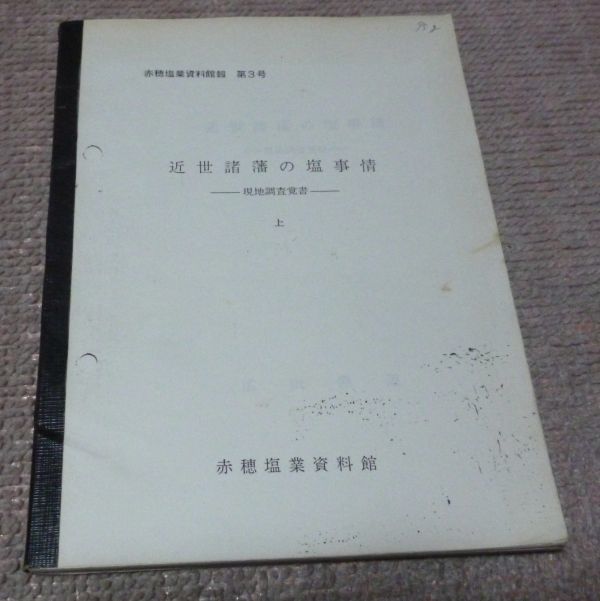 赤穂塩業資料館報 第3号
近世諸藩の塩事情
――現地調査覚書――
上
赤穂塩業資料館